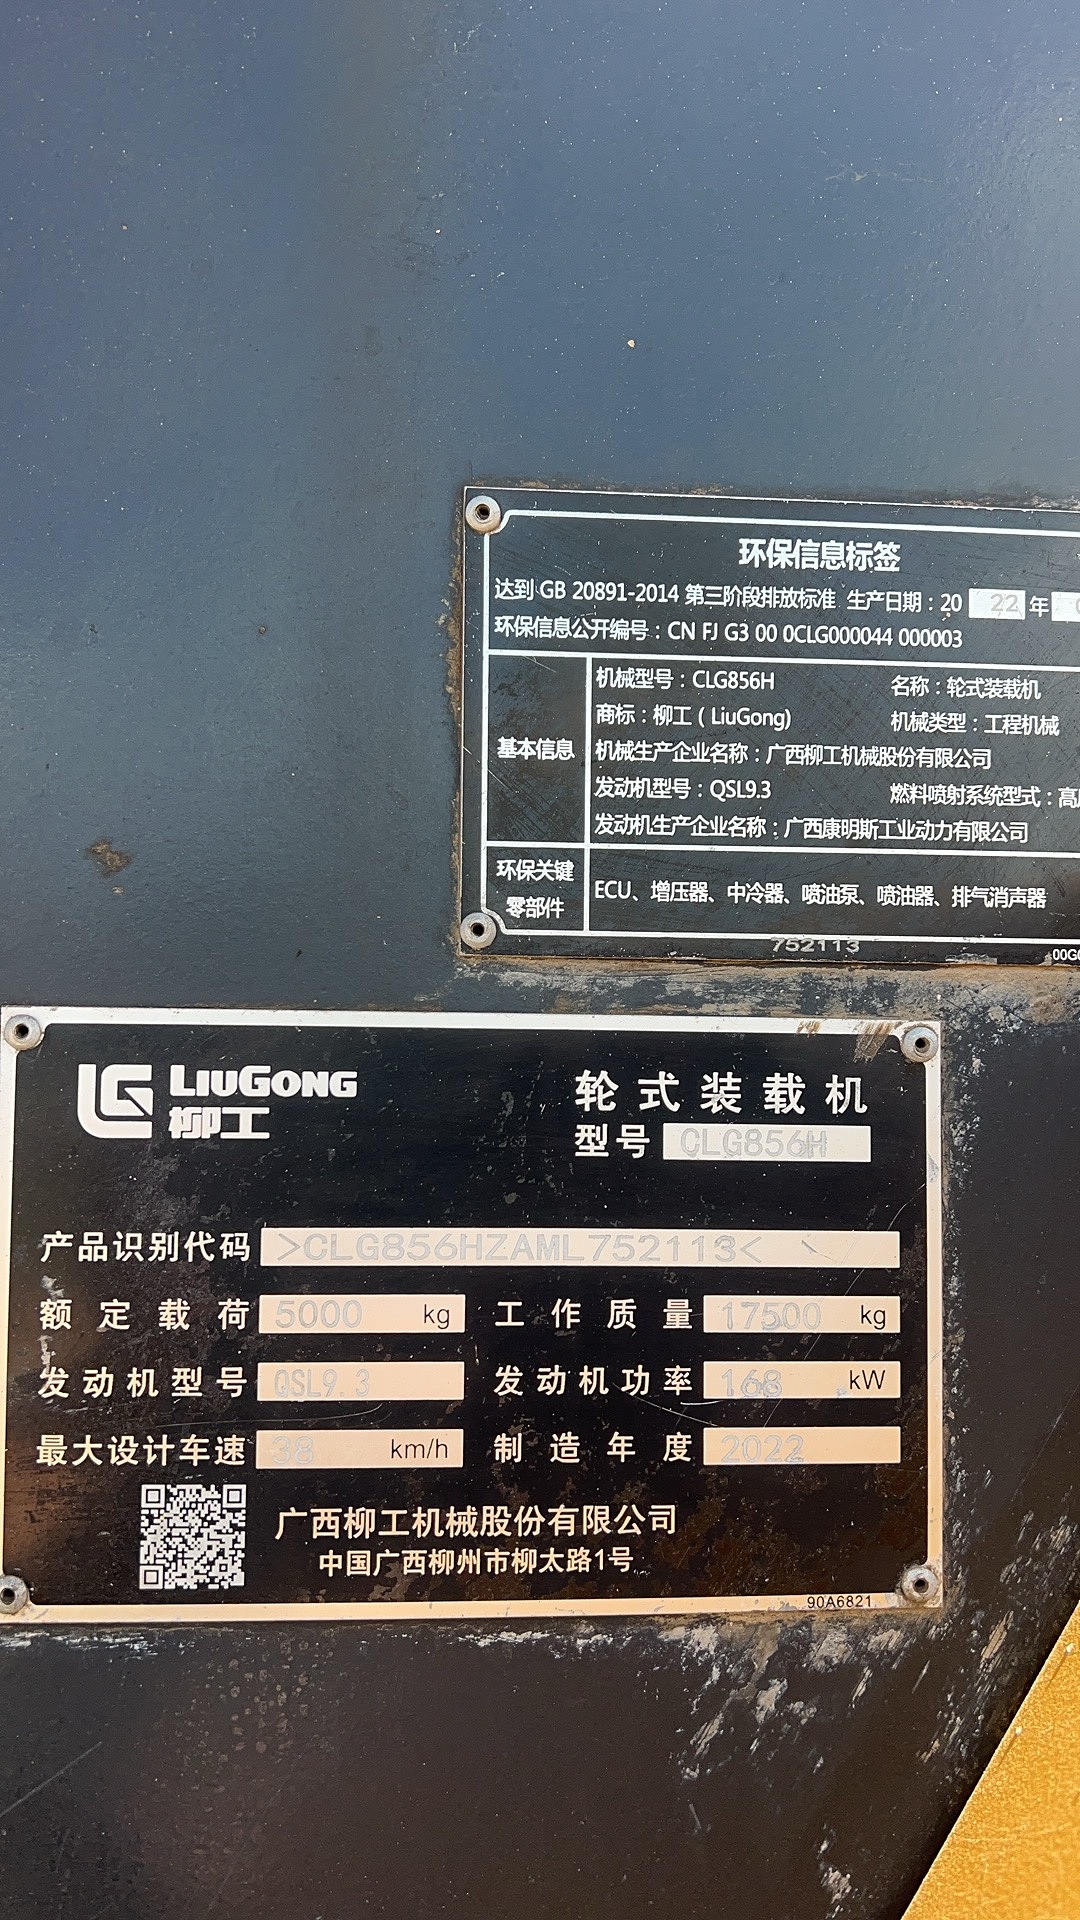 环保信息标签
达到 GB 20891-2014 第三阶段排放标准 生产日期：20 22 年
环保信息公开编号：CN FJ G3 00 0CLG000044 000003
基本信息
机械型号：CLG856H 名称：轮式装载机
商标：柳工 ( LiuGong) 机械类型：工程机械
机械生产企业名称：广西柳工机械股份有限公司
发动机型号：QSL9.3 燃料喷射系统型式：高
发动机生产企业名称：广西康明斯工业动力有限公司
环保关键
零部件
ECU、增压器、中冷器、喷油泵、喷油器、排气消声器
752113
LIUGONG
柳工
轮式装载机
型号 CLG856H
产品识别代码 >CLG856HZAML752113<
额定载荷 5000 kg 工作质量 17500 kg
发动机型号 QSL9.3 发动机功率 168 kW
最大设计车速 38 km/h 制造年度 2022
广西柳工机械股份有限公司
中国广西柳州市柳太路1号
90A6821